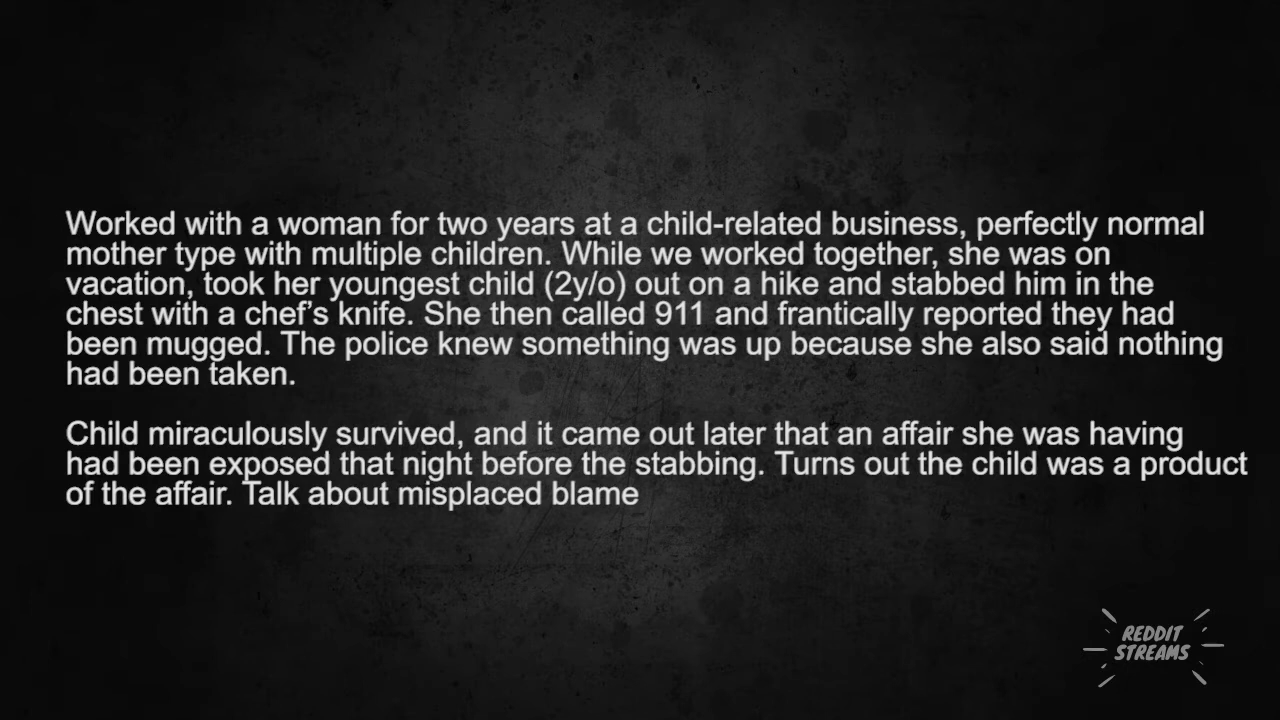 Worked with a woman for two years at a child-related business, perfectly normal
mother type with multiple children. While we worked together, she was on
vacation, took her youngest child (2y/o) out on a hike and stabbed him in the
chest with a chef’s knife. She then called 911 and frantically reported they had
been mugged. The police knew something was up because she also said nothing
had been taken.
Child miraculously survived, and it came out later that an affair she was having
had been exposed that night before the stabbing. Turns out the child was a product
of the affair. Talk about misplaced blame
REDDIT
STREAMS